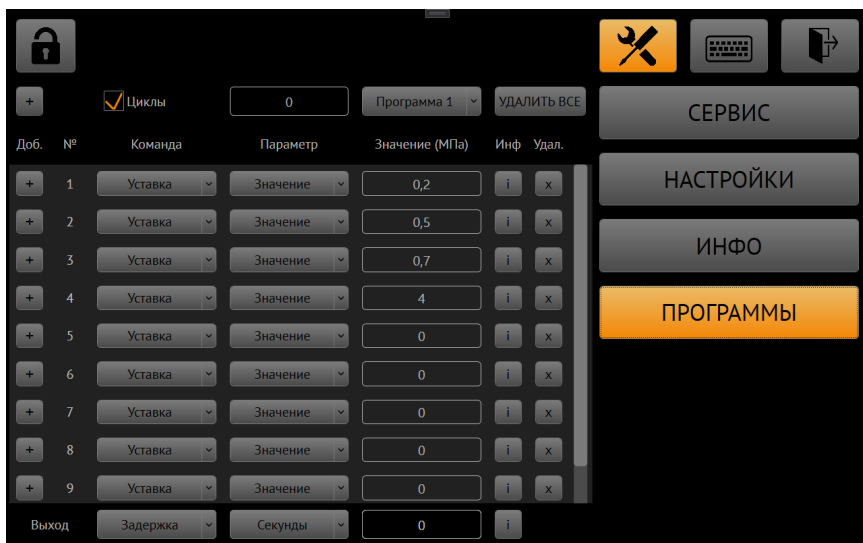 + Циклы 0 Программа 1 УДАЛИТЬ ВСЕ
Доб. № Команда Параметр Значение (МПа) Инф Удал.
+ 1 Уставка Значение 0,2 i x
+ 2 Уставка Значение 0,5 i x
+ 3 Уставка Значение 0,7 i x
+ 4 Уставка Значение 4 i x
+ 5 Уставка Значение 0 i x
+ 6 Уставка Значение 0 i x
+ 7 Уставка Значение 0 i x
+ 8 Уставка Значение 0 i x
+ 9 Уставка Значение 0 i x
Выход Задержка Секунды 0 i
СЕРВИС
НАСТРОЙКИ
ИНФО
ПРОГРАММЫ